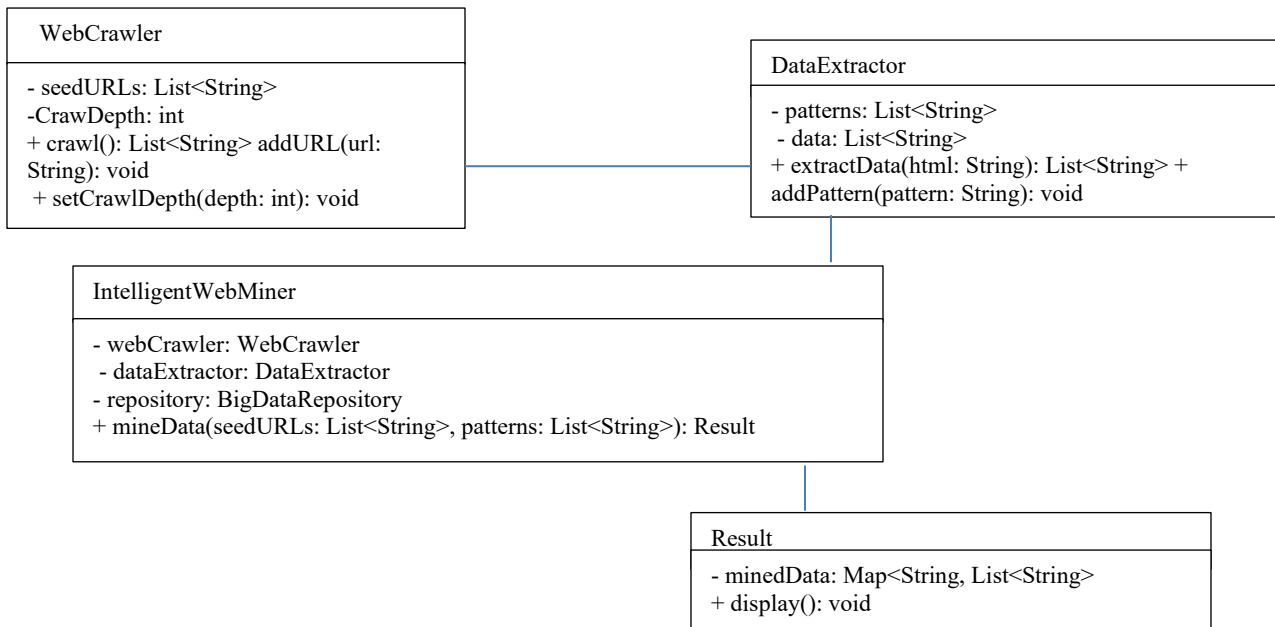 WebCrawler
- seedURLs: List<String>
-CrawDepth: int
+ crawl(): List<String> addURL(url:
String): void
+ setCrawlDepth(depth: int): void
DataExtractor
- patterns: List<String>
- data: List<String>
+ extractData(html: String): List<String> +
addPattern(pattern: String): void
IntelligentWebMiner
- webCrawler: WebCrawler
- dataExtractor: DataExtractor
- repository: BigDataRepository
+ mineData(seedURLs: List<String>, patterns: List<String>): Result
Result
- minedData: Map<String, List<String>
+ display(): void